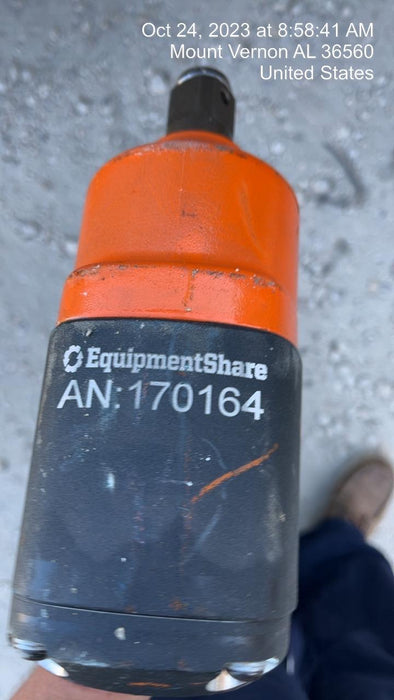 Oct 24, 2023 at 8:58:41 AM
Mount Vernon AL 36560
United States
EquipmentShare
AN:170164